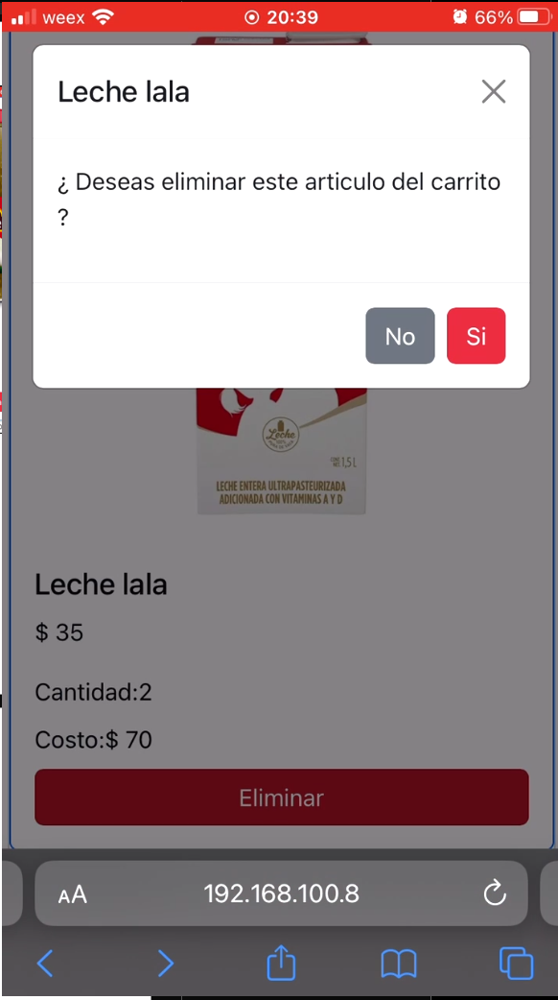 weex 20:39 66%
Leche lala
¿ Deseas eliminar este articulo del carrito
?
No Si
Leche
1,5 L
LECHE ENTERA ULTRAPASTEURIZADA
ADICIONADA CON VITAMINAS A Y D
Leche lala
$ 35
Cantidad:2
Costo:$ 70
Eliminar
AA 192.168.100.8